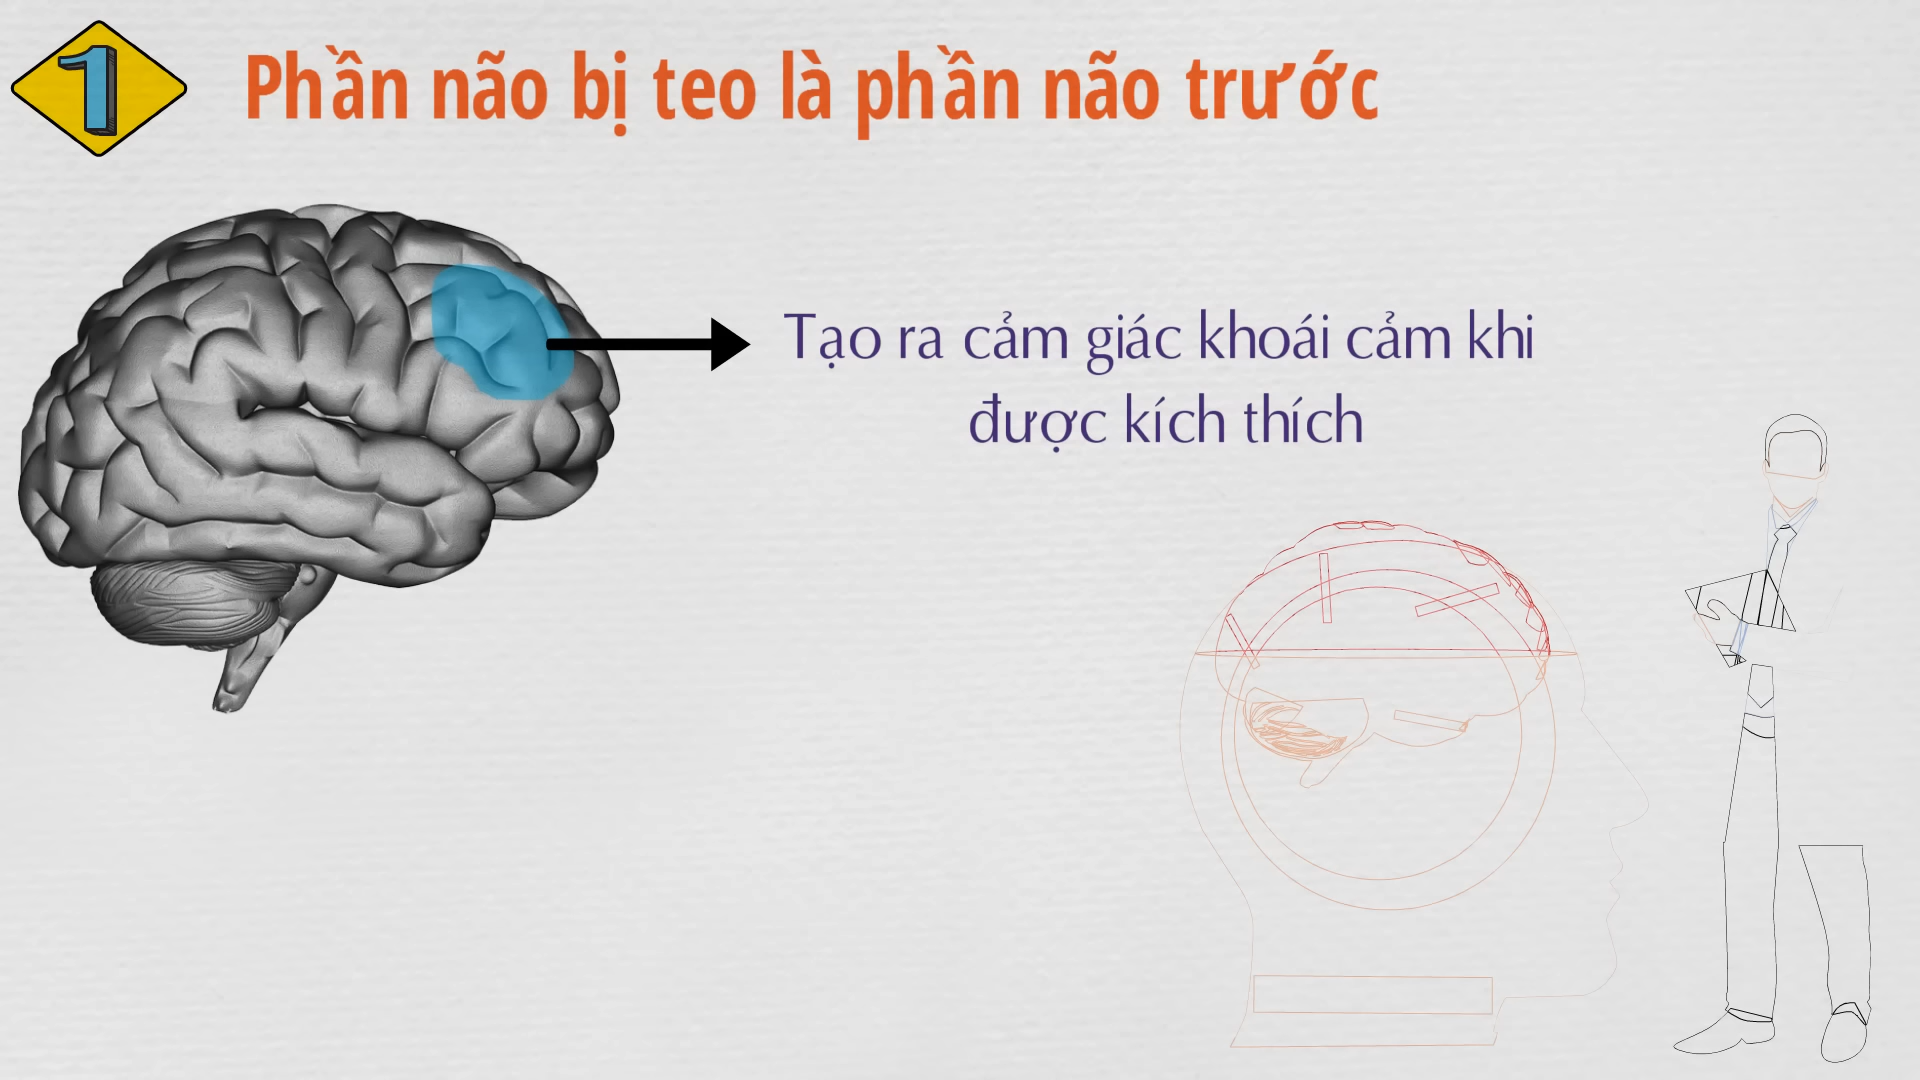 1
Phần não bị teo là phần não trước
Tạo ra cảm giác khoái cảm khi
được kích thích